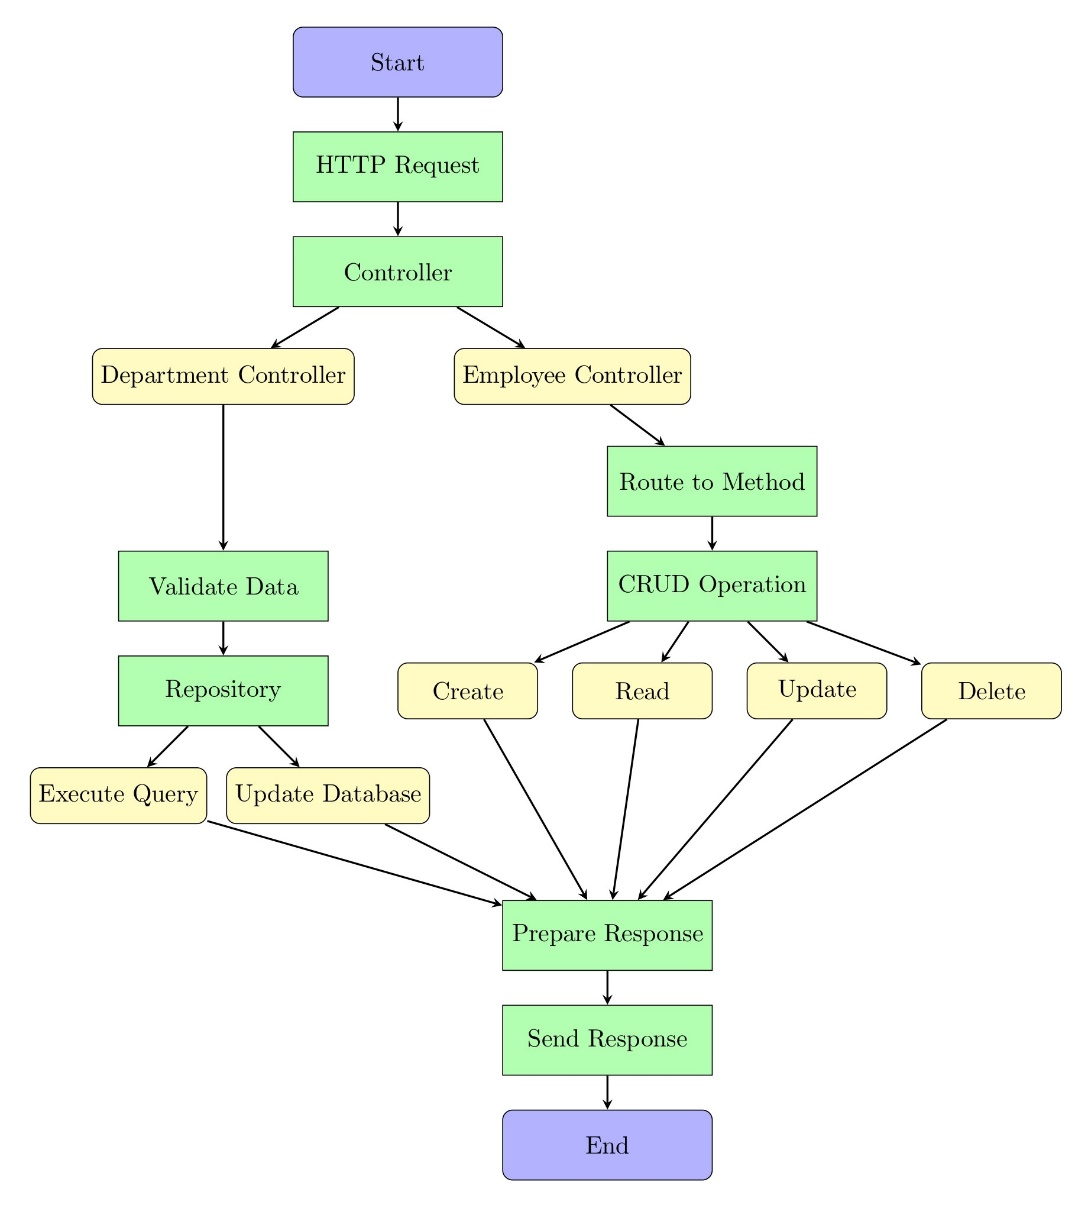 Start
HTTP Request
Controller
Department Controller
Employee Controller
Route to Method
Validate Data
CRUD Operation
Repository
Create
Read
Update
Delete
Execute Query
Update Database
Prepare Response
Send Response
End